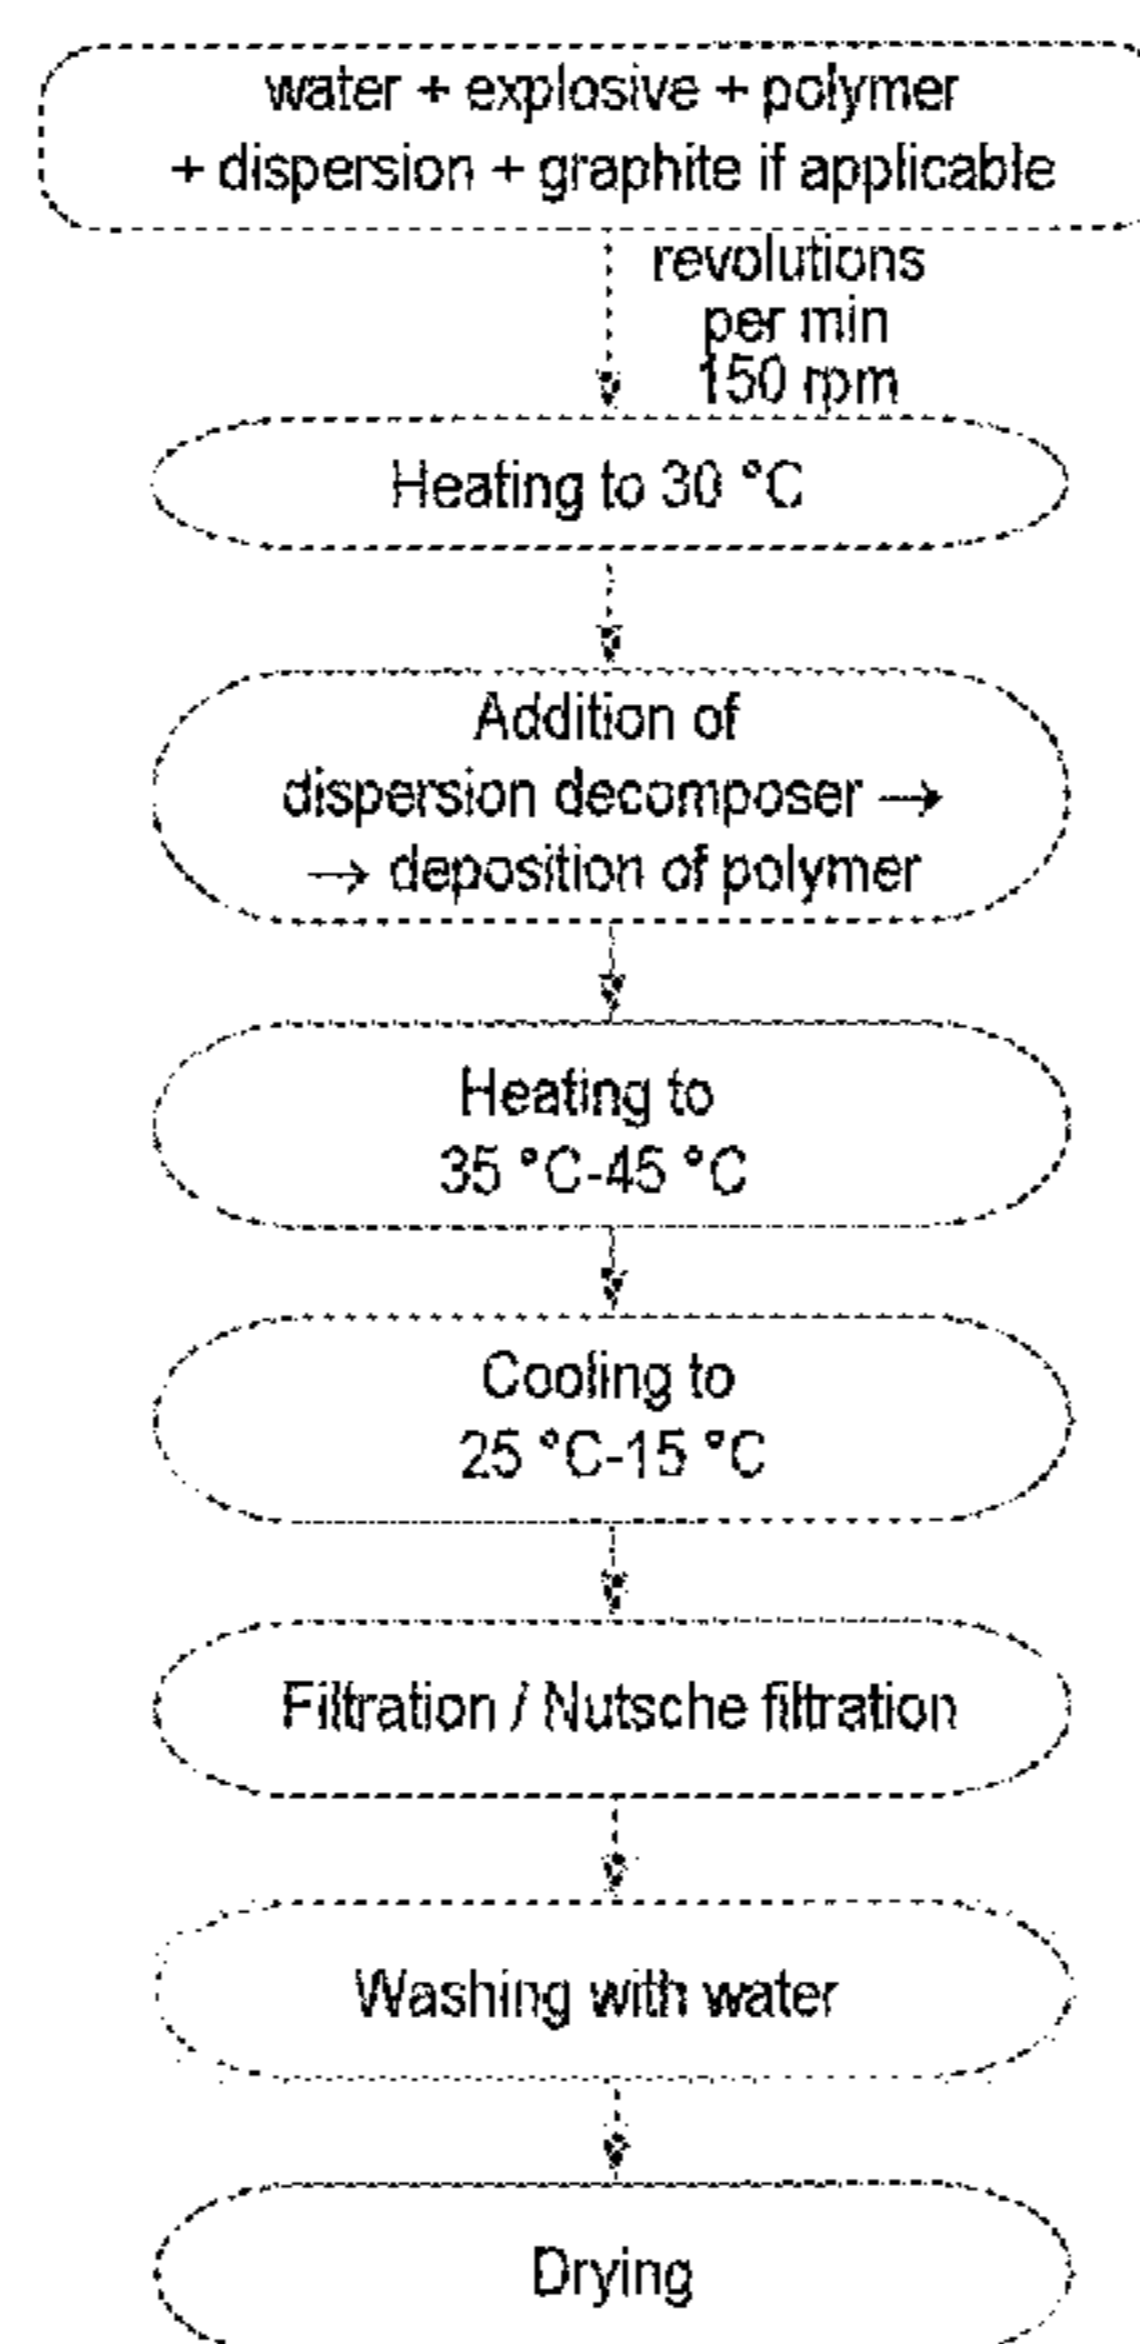 water + explosive + polymer
+ dispersion + graphite if applicable
revolutions
per min
150 rpm
Heating to 30 °C
Addition of
dispersion decomposer →
→ deposition of polymer
Heating to
35 °C-45 °C
Cooling to
25 °C-15 °C
Filtration / Nutsche filtration
Washing with water
Drying